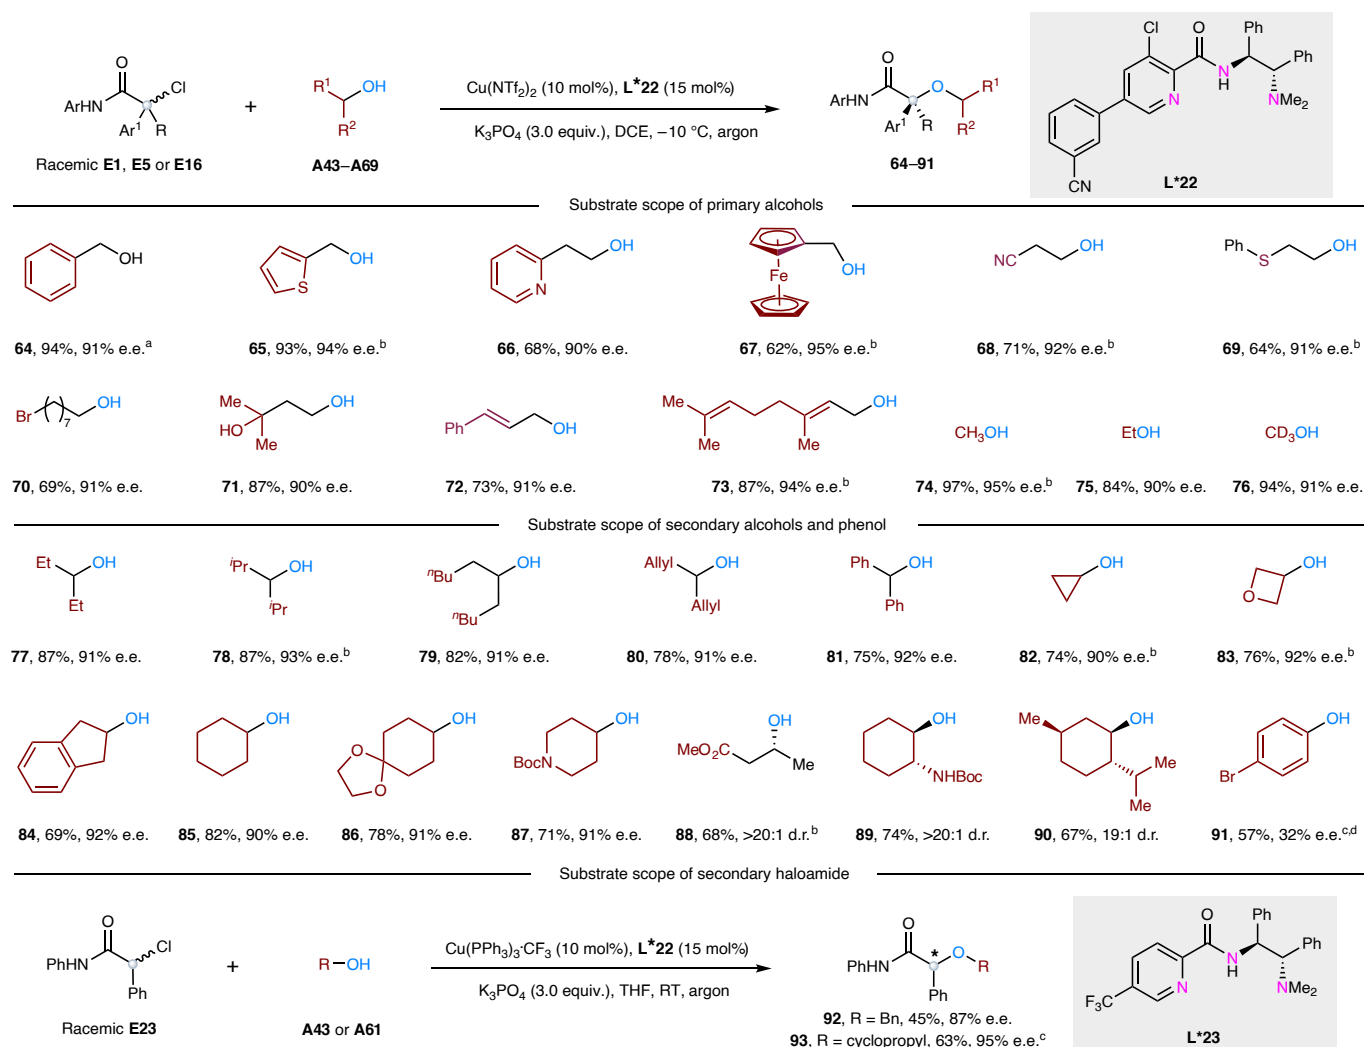 O
ArHN
Cl
Ar1
R
Racemic E1, E5 or E16
+
R1
OH
R2
A43–A69
Cu(NTf2)2 (10 mol%), L*22 (15 mol%)
K3PO4 (3.0 equiv.), DCE, –10 °C, argon
O
ArHN
O
R1
Ar1
R
R2
64–91
Cl
O
Ph
N
H
Ph
N
NMe2
CN
L*22
Substrate scope of primary alcohols
OH
S
OH
N
OH
Fe
OH
NC
OH
Ph
S
OH
64, 94%, 91% e.e.a
65, 93%, 94% e.e.b
66, 68%, 90% e.e.
67, 62%, 95% e.e.b
68, 71%, 92% e.e.b
69, 64%, 91% e.e.b
Br
7
OH
Me
HO
Me
OH
Ph
OH
Me
Me
Me
OH
CH3OH
EtOH
CD3OH
70, 69%, 91% e.e.
71, 87%, 90% e.e.
72, 73%, 91% e.e.
73, 87%, 94% e.e.b
74, 97%, 95% e.e.b
75, 84%, 90% e.e.
76, 94%, 91% e.e.
Substrate scope of secondary alcohols and phenol
Et
OH
Et
iPr
OH
iPr
nBu
OH
nBu
Allyl
OH
Allyl
Ph
OH
Ph
OH
O
OH
77, 87%, 91% e.e.
78, 87%, 93% e.e.b
79, 82%, 91% e.e.
80, 78%, 91% e.e.
81, 75%, 92% e.e.
82, 74%, 90% e.e.b
83, 76%, 92% e.e.b
OH
OH
O
O
OH
BocN
OH
MeO2C
OH
Me
OH
NHBoc
Me
OH
Me
Me
OH
Br
84, 69%, 92% e.e.
85, 82%, 90% e.e.
86, 78%, 91% e.e.
87, 71%, 91% e.e.
88, 68%, >20:1 d.r.b
89, 74%, >20:1 d.r.
90, 67%, 19:1 d.r.
91, 57%, 32% e.e.c,d
Substrate scope of secondary haloamide
O
PhHN
Cl
Ph
Racemic E23
+
R
OH
A43 or A61
Cu(PPh3)3·CF3 (10 mol%), L*22 (15 mol%)
K3PO4 (3.0 equiv.), THF, RT, argon
O
PhHN
*
O
R
Ph
92, R = Bn, 45%, 87% e.e.
93, R = cyclopropyl, 63%, 95% e.e.c
O
Ph
N
H
Ph
F3C
N
NMe2
L*23